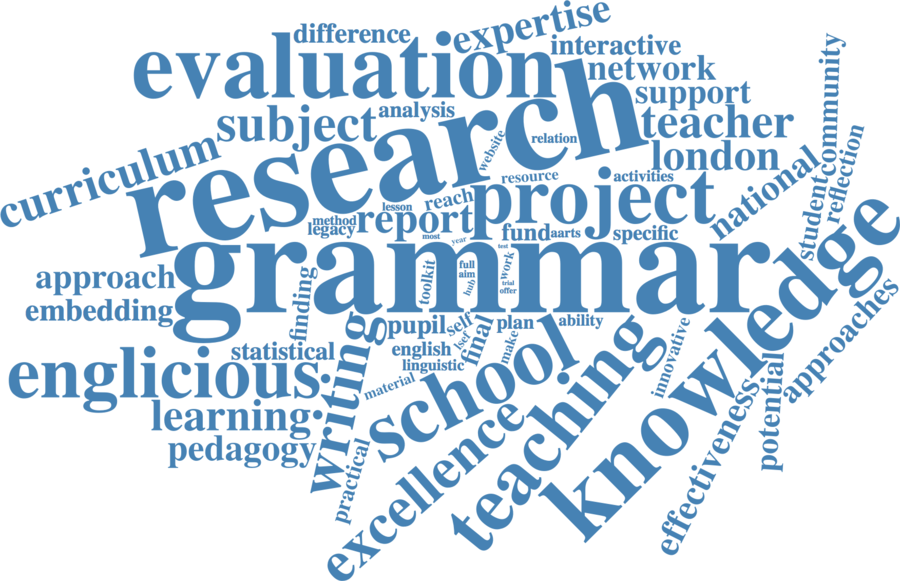 difference
expertise
evaluation
interactive
network
community
support
analysis
subject
teacher
research
relation
website
london
curriculum
resource
activities
national
reflection
student
project
reach
lesson
report
method
legacy
fund
aarts
specific
most
year
test
grammar
knowledge
approach
embedding
finding
toolkit
full
aim
hub
work
trial
offer
approaches
pupil
self
plan
ability
final
lsef
make
english
linguistic
statistical
englicious
writing
school
teaching
innovative
material
learning
pedagogy
practical
excellence
effectiveness
potential